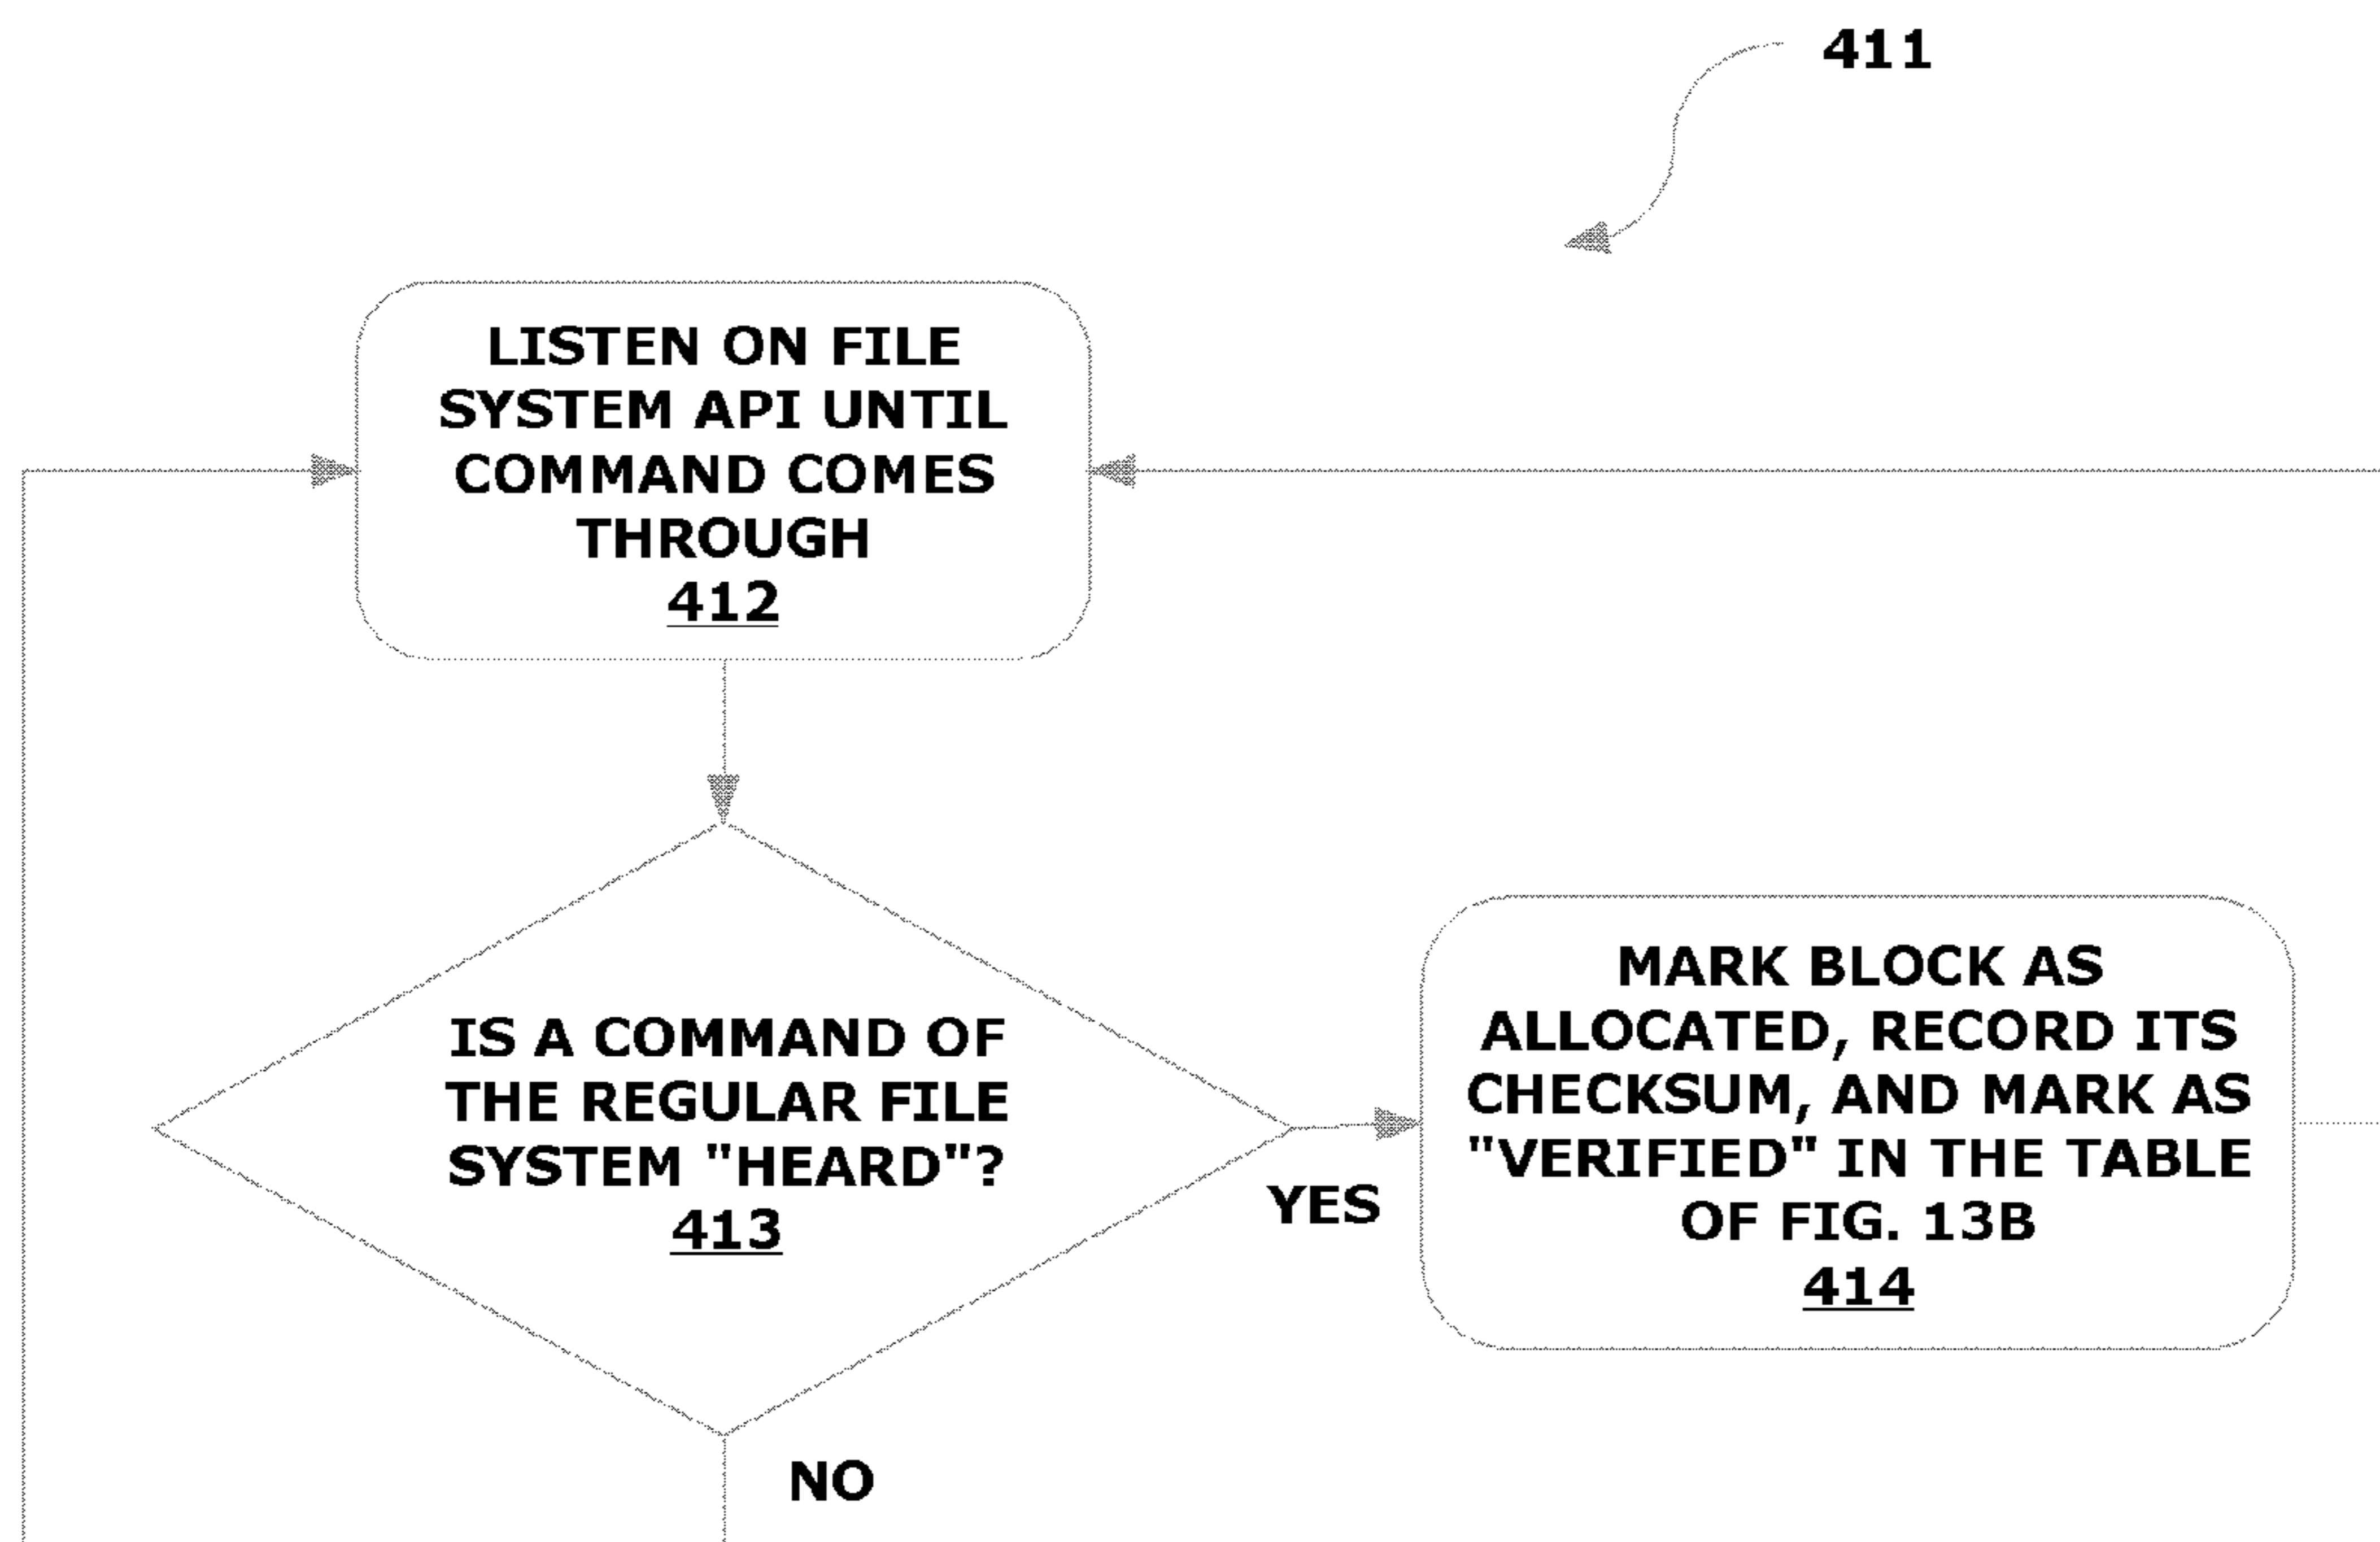 411
LISTEN ON FILE
SYSTEM API UNTIL
COMMAND COMES
THROUGH
412
IS A COMMAND OF
THE REGULAR FILE
SYSTEM "HEARD"?
413
YES
NO
MARK BLOCK AS
ALLOCATED, RECORD ITS
CHECKSUM, AND MARK AS
"VERIFIED" IN THE TABLE
OF FIG. 13B
414